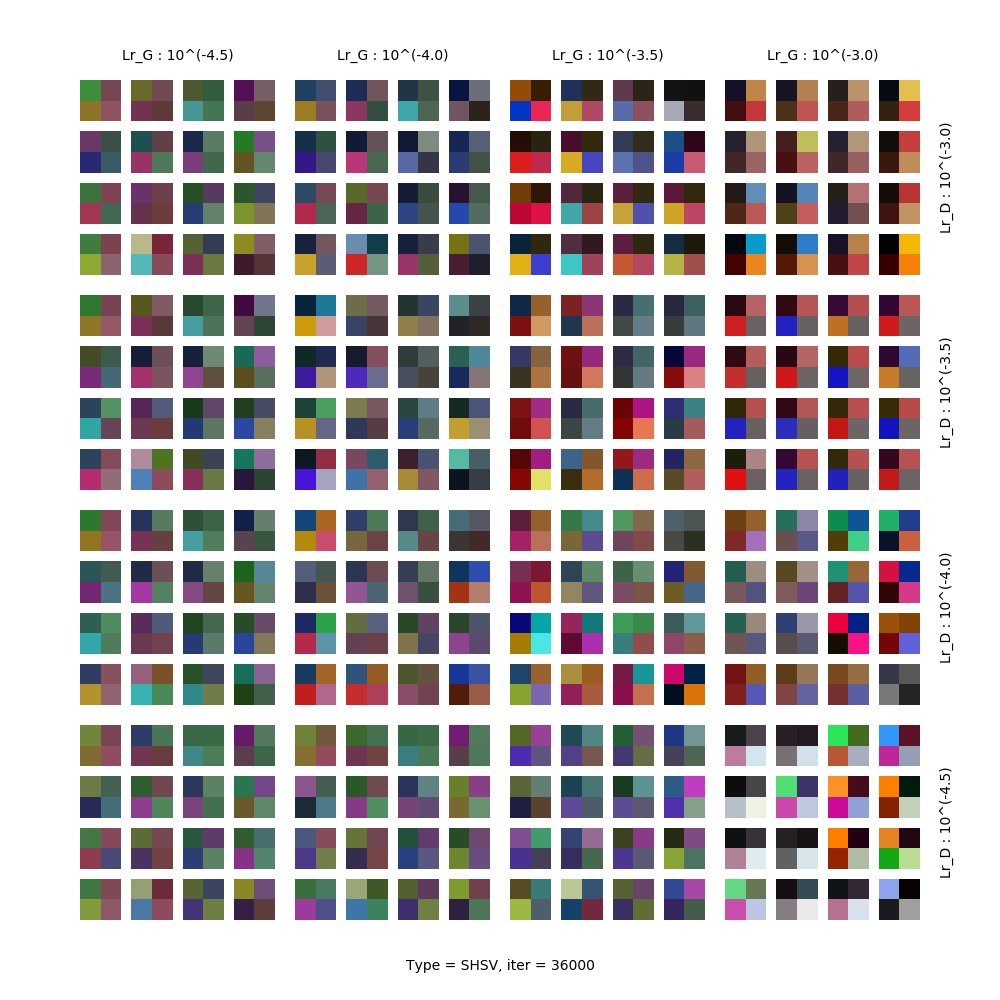 Lr_G : 10^(-4.5)
Lr_G : 10^(-4.0)
Lr_G : 10^(-3.5)
Lr_G : 10^(-3.0)
Lr_D : 10^(-3.0)
Lr_D : 10^(-3.5)
Lr_D : 10^(-4.0)
Lr_D : 10^(-4.5)
Type = SHSV, iter = 36000